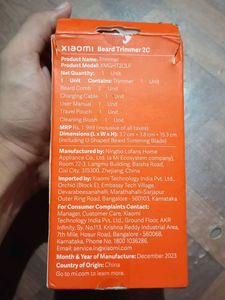 xiaomi Beard Trimmer 2C
Product Name: Trimmer
Product Model: XMGHT2CLF
Net Quantity: 1 Unit
1 Unit Contains: Trimmer 1 Unit
Beard Comb 2 Unit
Charging Cable 1 Unit
User Manual 1 Unit
Travel Pouch 1 Unit
Cleaning Brush 1 Unit
MRP Rs. 1,999 (inclusive of all taxes)
Dimensions (L x W x H): 3.7 cm x 3.8 cm x 15.3 cm
(including U Shaped Beard Trimming Blade)
Manufactured by: Ningbo Lofans Home
Appliance Co., Ltd. (a Mi Ecosystem company),
Room 72-3, Langmu Building, Baisha Road,
Cixi City, 315300, Zhejiang, China
Imported by: Xiaomi Technology India Pvt. Ltd.,
Orchid (Block E), Embassy Tech Village,
Devarabeesanahalli, Marathahalli-Sarjapur
Outer Ring Road, Bangalore - 560103,
Karnataka
For Consumer Complaints Contact:
Manager, Customer Care, Xiaomi
Technology India Pvt. Ltd., Ground Floor, AKR
Infinity, Sy. No.113, Krishna Reddy Industrial Area,
7th Mile, Hosur Road, Bangalore - 560068,
Karnataka, Phone No. 1800 1036286,
Email: service.in@xiaomi.com
Month & Year of Manufacture: December 2023
Country of Origin: China
Go to mi.com to learn more.